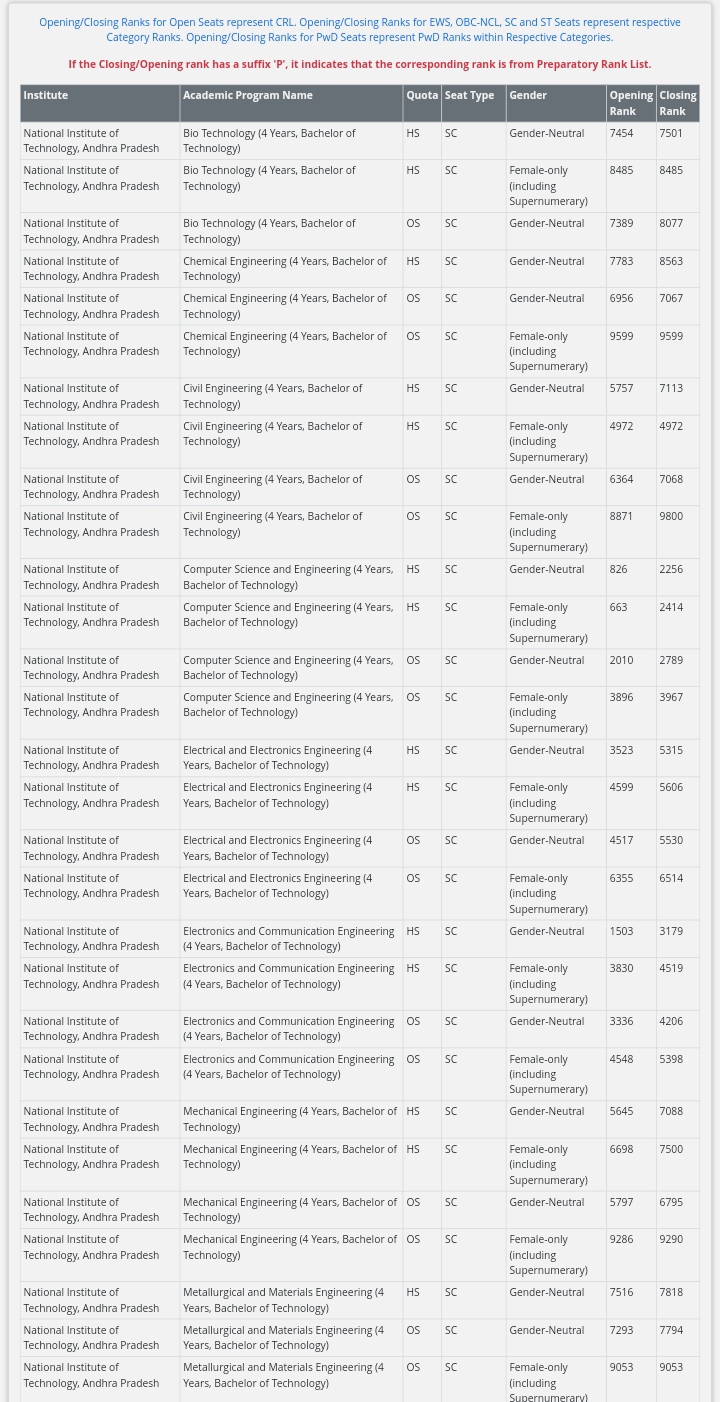 Opening/Closing Ranks for Open Seats represent CRL. Opening/Closing Ranks for EWS, OBC-NCL, SC and ST Seats represent respective
Category Ranks. Opening/Closing Ranks for PwD Seats represent PwD Ranks within Respective Categories.
If the Closing/Opening rank has a suffix 'P', it indicates that the corresponding rank is from Preparatory Rank List.
Institute Academic Program Name Quota Seat Type Gender Opening Closing
Rank Rank
National Institute of Bio Technology (4 Years, Bachelor of HS SC Gender-Neutral 7454 7501
Technology, Andhra Pradesh Technology)
National Institute of Bio Technology (4 Years, Bachelor of HS SC Female-only 8485 8485
Technology, Andhra Pradesh Technology) (including
Supernumerary)
National Institute of Bio Technology (4 Years, Bachelor of OS SC Gender-Neutral 7389 8077
Technology, Andhra Pradesh Technology)
National Institute of Chemical Engineering (4 Years, Bachelor of HS SC Gender-Neutral 7783 8563
Technology, Andhra Pradesh Technology)
National Institute of Chemical Engineering (4 Years, Bachelor of OS SC Gender-Neutral 6956 7067
Technology, Andhra Pradesh Technology)
National Institute of Chemical Engineering (4 Years, Bachelor of OS SC Female-only 9599 9599
Technology, Andhra Pradesh Technology) (including
Supernumerary)
National Institute of Civil Engineering (4 Years, Bachelor of HS SC Gender-Neutral 5757 7113
Technology, Andhra Pradesh Technology)
National Institute of Civil Engineering (4 Years, Bachelor of HS SC Female-only 4972 4972
Technology, Andhra Pradesh Technology) (including
Supernumerary)
National Institute of Civil Engineering (4 Years, Bachelor of OS SC Gender-Neutral 6364 7068
Technology, Andhra Pradesh Technology)
National Institute of Civil Engineering (4 Years, Bachelor of OS SC Female-only 8871 9800
Technology, Andhra Pradesh Technology) (including
Supernumerary)
National Institute of Computer Science and Engineering (4 Years, HS SC Gender-Neutral 826 2256
Technology, Andhra Pradesh Bachelor of Technology)
National Institute of Computer Science and Engineering (4 Years, HS SC Female-only 663 2414
Technology, Andhra Pradesh Bachelor of Technology) (including
Supernumerary)
National Institute of Computer Science and Engineering (4 Years, OS SC Gender-Neutral 2010 2789
Technology, Andhra Pradesh Bachelor of Technology)
National Institute of Computer Science and Engineering (4 Years, OS SC Female-only 3896 3967
Technology, Andhra Pradesh Bachelor of Technology) (including
Supernumerary)
National Institute of Electrical and Electronics Engineering (4 HS SC Gender-Neutral 3523 5315
Technology, Andhra Pradesh Years, Bachelor of Technology)
National Institute of Electrical and Electronics Engineering (4 HS SC Female-only 4599 5606
Technology, Andhra Pradesh Years, Bachelor of Technology) (including
Supernumerary)
National Institute of Electrical and Electronics Engineering (4 OS SC Gender-Neutral 4517 5530
Technology, Andhra Pradesh Years, Bachelor of Technology)
National Institute of Electrical and Electronics Engineering (4 OS SC Female-only 6355 6514
Technology, Andhra Pradesh Years, Bachelor of Technology) (including
Supernumerary)
National Institute of Electronics and Communication Engineering HS SC Gender-Neutral 1503 3179
Technology, Andhra Pradesh (4 Years, Bachelor of Technology)
National Institute of Electronics and Communication Engineering HS SC Female-only 3830 4519
Technology, Andhra Pradesh (4 Years, Bachelor of Technology) (including
Supernumerary)
National Institute of Electronics and Communication Engineering OS SC Gender-Neutral 3336 4206
Technology, Andhra Pradesh (4 Years, Bachelor of Technology)
National Institute of Electronics and Communication Engineering OS SC Female-only 4548 5398
Technology, Andhra Pradesh (4 Years, Bachelor of Technology) (including
Supernumerary)
National Institute of Mechanical Engineering (4 Years, Bachelor of HS SC Gender-Neutral 5645 7088
Technology, Andhra Pradesh Technology)
National Institute of Mechanical Engineering (4 Years, Bachelor of HS SC Female-only 6698 7500
Technology, Andhra Pradesh Technology) (including
Supernumerary)
National Institute of Mechanical Engineering (4 Years, Bachelor of OS SC Gender-Neutral 5797 6795
Technology, Andhra Pradesh Technology)
National Institute of Mechanical Engineering (4 Years, Bachelor of OS SC Female-only 9286 9290
Technology, Andhra Pradesh Technology) (including
Supernumerary)
National Institute of Metallurgical and Materials Engineering (4 HS SC Gender-Neutral 7516 7818
Technology, Andhra Pradesh Years, Bachelor of Technology)
National Institute of Metallurgical and Materials Engineering (4 OS SC Gender-Neutral 7293 7794
Technology, Andhra Pradesh Years, Bachelor of Technology)
National Institute of Metallurgical and Materials Engineering (4 OS SC Female-only 9053 9053
Technology, Andhra Pradesh Years, Bachelor of Technology) (including
Supernumerary)